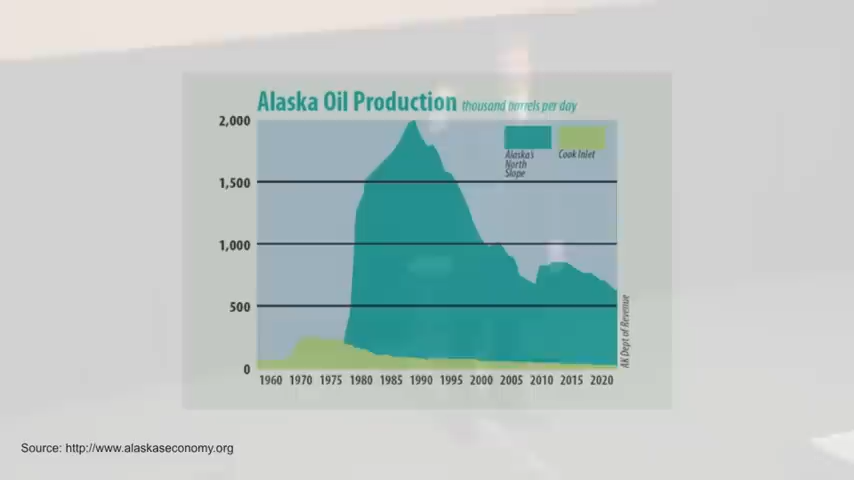 Alaska Oil Production thousand barrels per day
2,000
1,500
1,000
500
0
Alaska's
North
Slope
Cook Inlet
1960 1970 1975 1980 1985 1990 1995 2000 2005 2010 2015 2020
AK Dept of Revenue
Source: http://www.alaskaseconomy.org